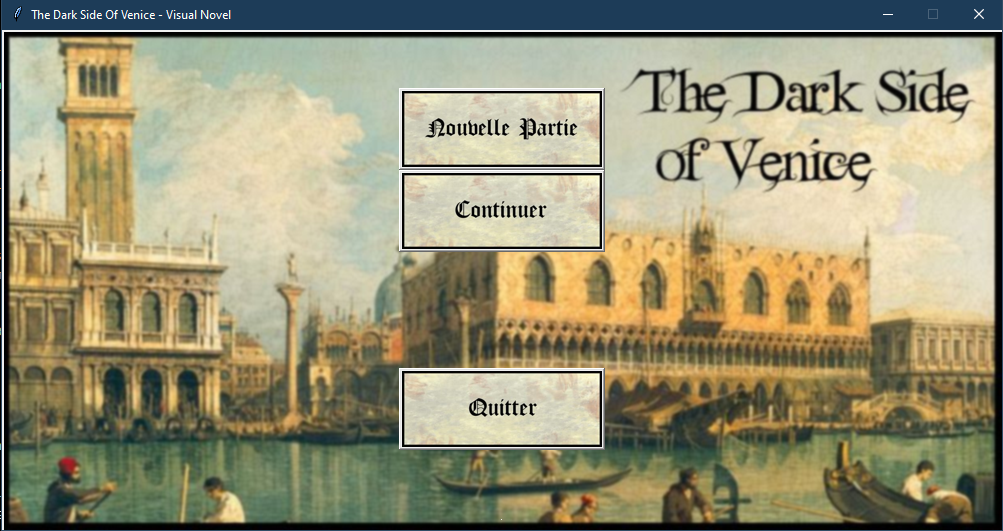 The Dark Side Of Venice - Visual Novel
The Dark Side
of Venice
Nouvelle Partie
Continuer
Quitter